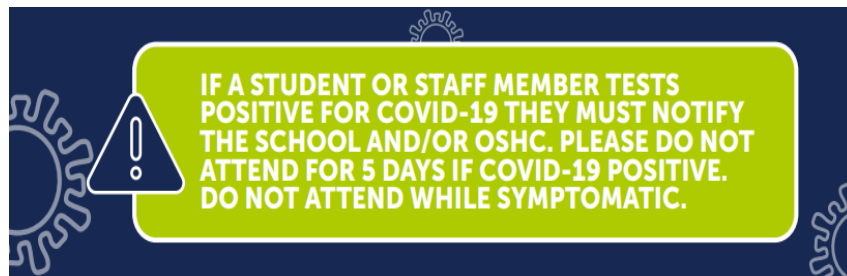 IF A STUDENT OR STAFF MEMBER TESTS
POSITIVE FOR COVID-19 THEY MUST NOTIFY
THE SCHOOL AND/OR OSHC. PLEASE DO NOT
ATTEND FOR 5 DAYS IF COVID-19 POSITIVE.
DO NOT ATTEND WHILE SYMPTOMATIC.